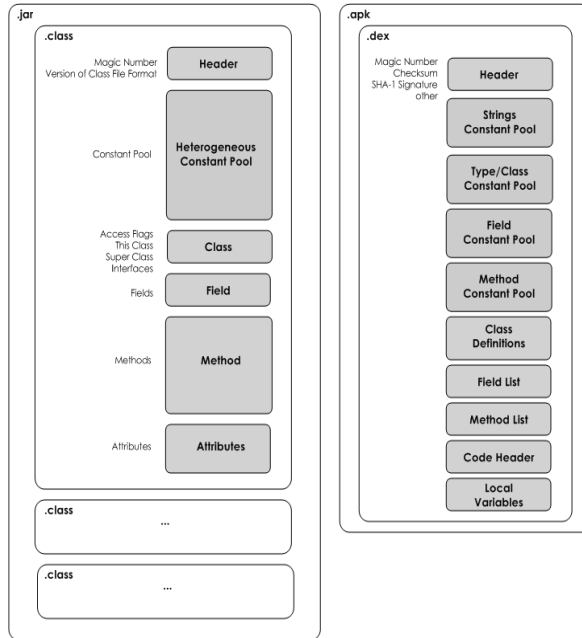 .jar
.class
Magic Number
Version of Class File Format
Header
Constant Pool
Heterogeneous
Constant Pool
Access Flags
This Class
Super Class
Interfaces
Class
Fields
Field
Methods
Method
Attributes
Attributes
.class
...
.class
...
.apk
.dex
Magic Number
Checksum
SHA-1 Signature
other
Header
Strings
Constant Pool
Type/Class
Constant Pool
Field
Constant Pool
Method
Constant Pool
Class
Definitions
Field List
Method List
Code Header
Local
Variables